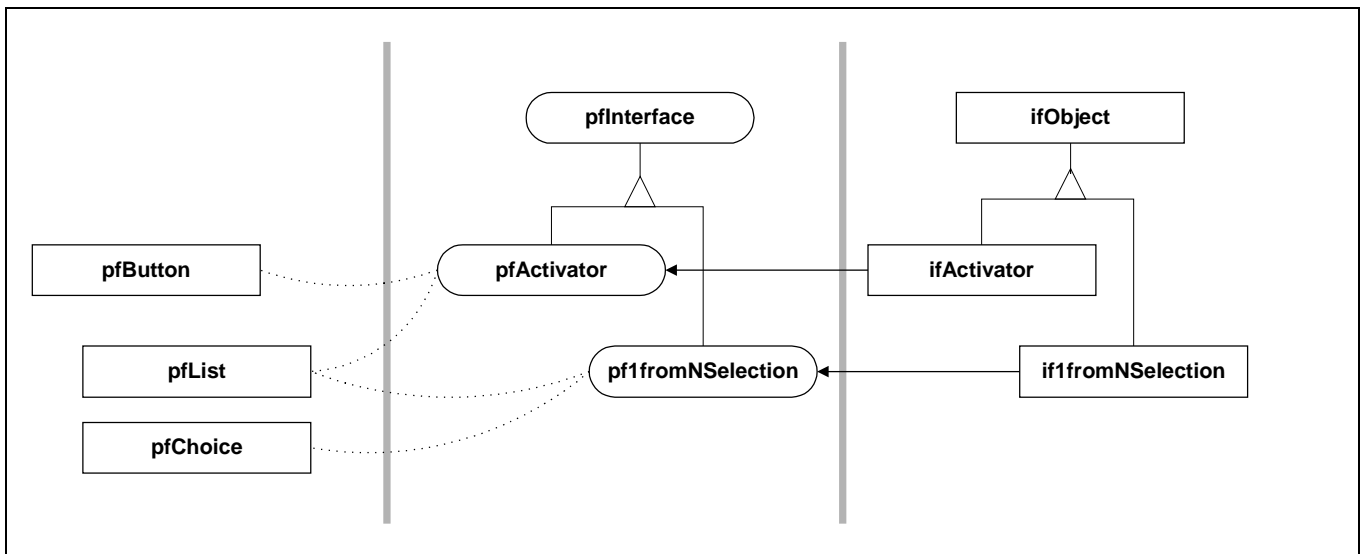 pfInterface
ifObject
pfButton
pfActivator
ifActivator
pfList
pf1fromNSelection
if1fromNSelection
pfChoice